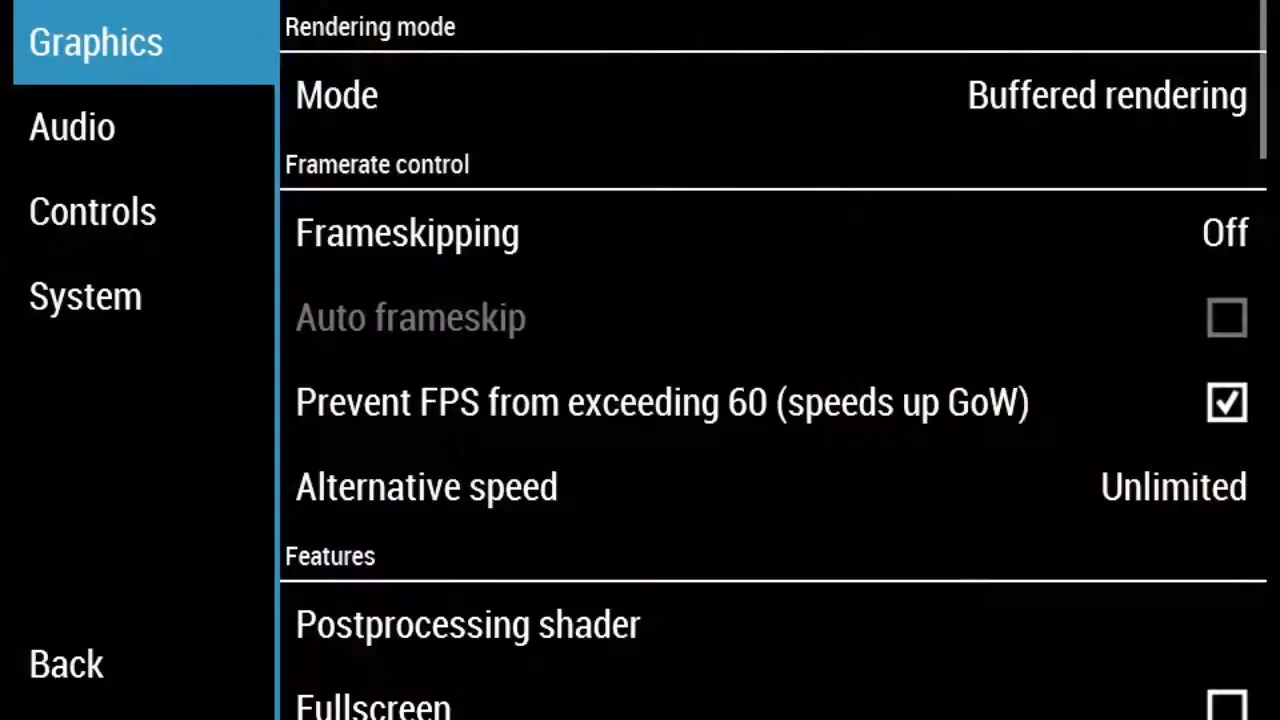 Graphics
Audio
Controls
System
Back
Rendering mode
Mode Buffered rendering
Framerate control
Frameskipping Off
Auto frameskip
Prevent FPS from exceeding 60 (speeds up GoW)
Alternative speed Unlimited
Features
Postprocessing shader
Fullscreen